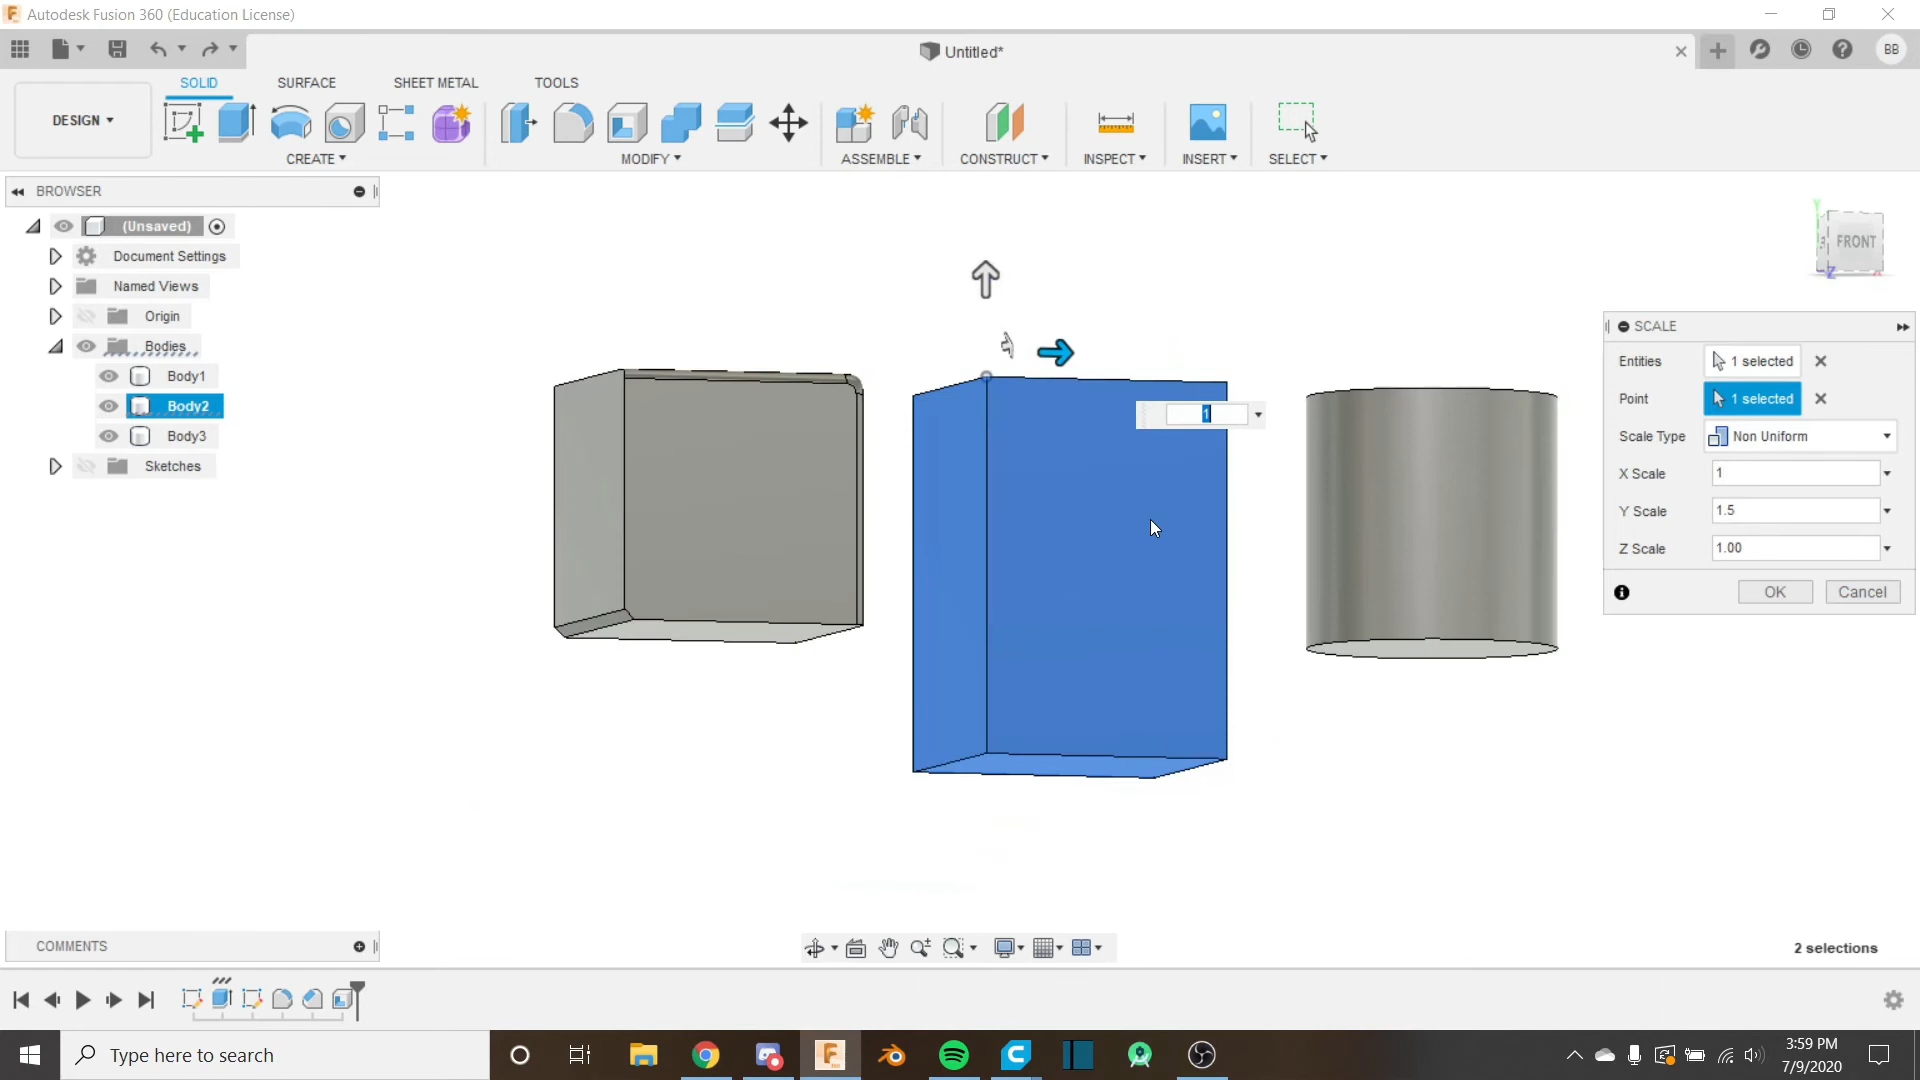 Autodesk Fusion 360 (Education License)
Untitled*
BB
DESIGN
SOLID
SURFACE
SHEET METAL
TOOLS
CREATE
MODIFY
ASSEMBLE
CONSTRUCT
INSPECT
INSERT
SELECT
BROWSER
(Unsaved)
Document Settings
Named Views
Origin
Bodies
Body1
Body2
Body3
Sketches
Y
FRONT
Z
1
SCALE
Entities
1 selected
Point
1 selected
Scale Type
Non Uniform
X Scale
1
Y Scale
1.5
Z Scale
1.00
OK
Cancel
COMMENTS
2 selections
Type here to search
3:59 PM
7/9/2020